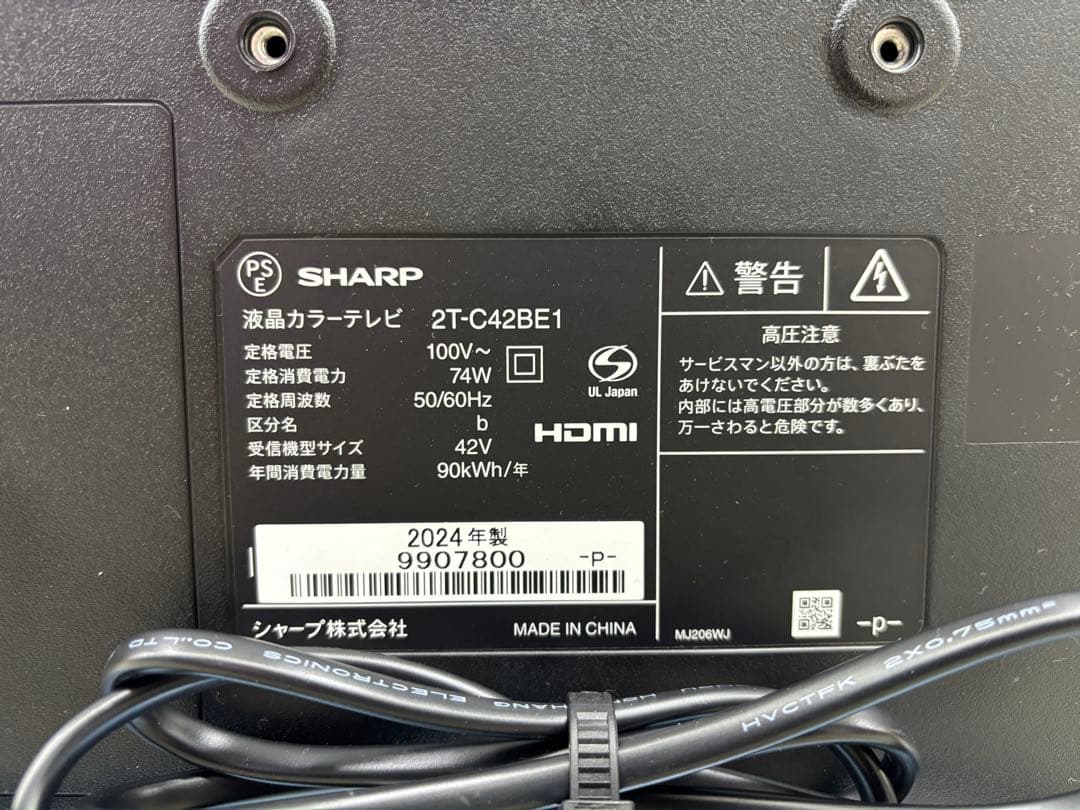 PSE SHARP
液晶カラーテレビ 2T-C42BE1
定格電圧 100V～
定格消費電力 74W
定格周波数 50/60Hz
区分名 b
受信機型サイズ 42V
年間消費電力量 90kWh/年
UL Japan
HDMI
2024年製
9907800 -P-
シャープ株式会社 MADE IN CHINA
警告
高圧注意
サービスマン以外の方は、裏ぶたを
あけないでください。
内部には高電圧部分が数多くあり、
万一さわると危険です。
MJ206WJ -P-
CO.,LTD
ELECTRONICS
HVCTFK 2X0.75mm²